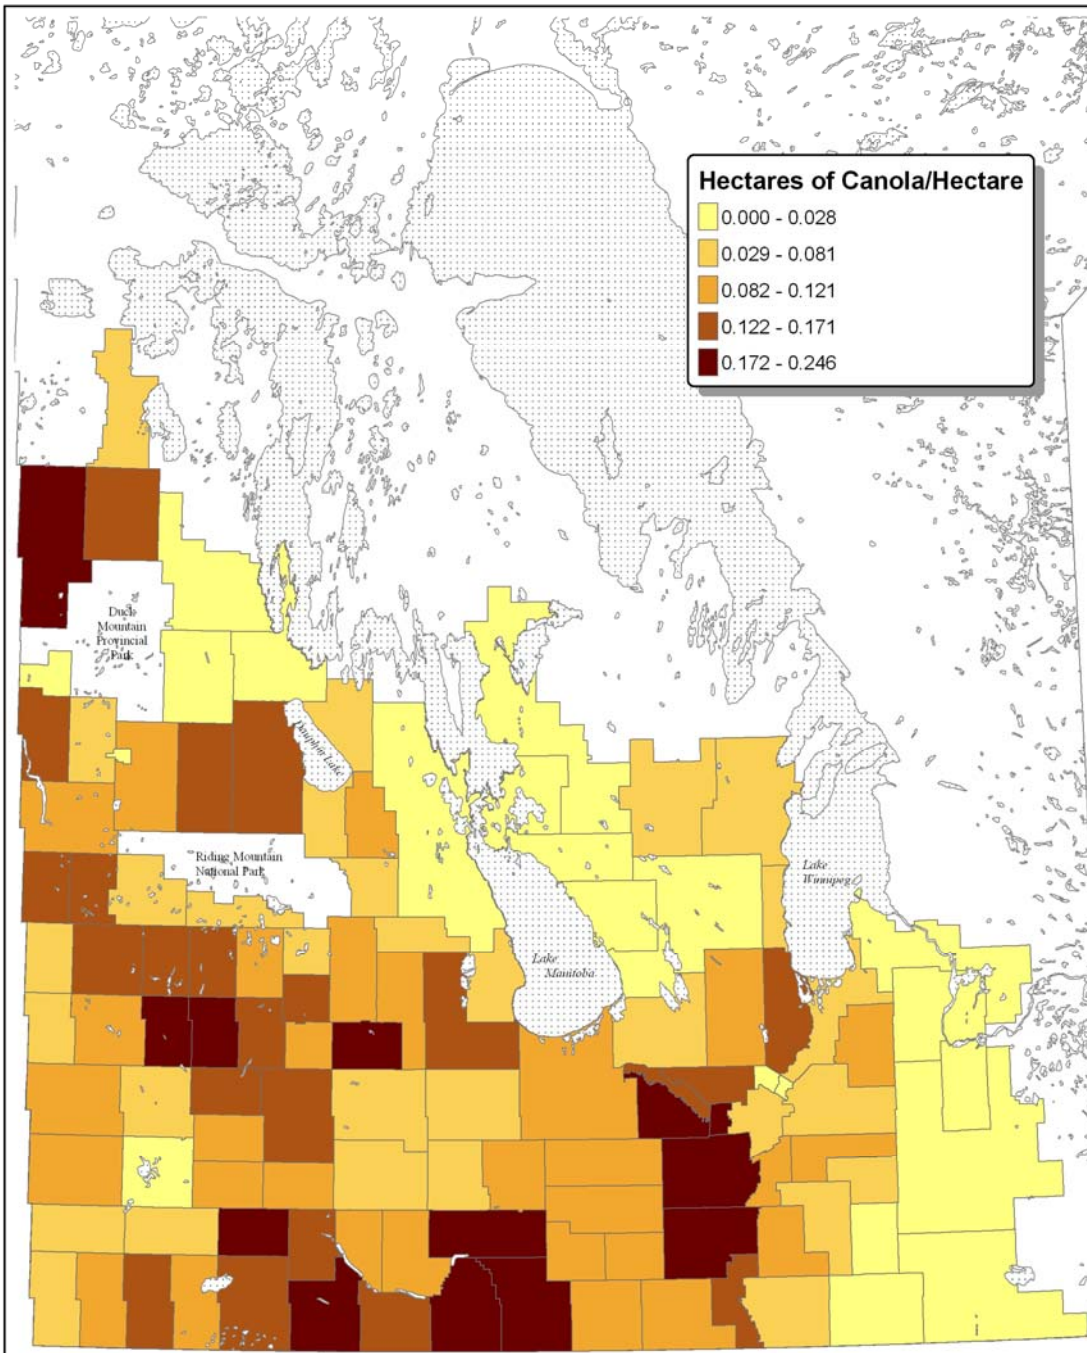 Hectares of Canola/Hectare
0.000 - 0.028
0.029 - 0.081
0.082 - 0.121
0.122 - 0.171
0.172 - 0.246
Duck
Mountain
Provincial
Park
Dauphin Lake
Riding Mountain
National Park
Lake
Winnipeg
Lake
Manitoba